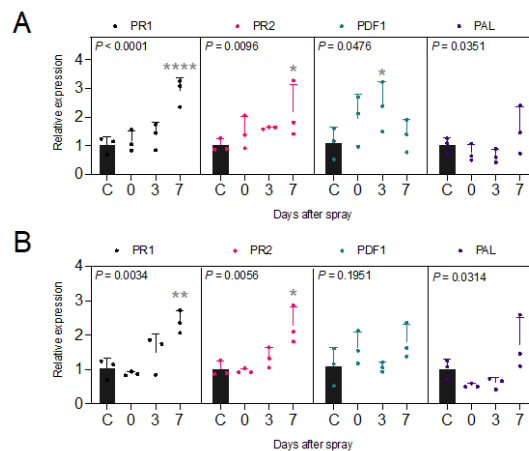 A
PR1 PR2 PDF1 PAL
P < 0.0001 P = 0.0096 P = 0.0476 P = 0.0351
**** * *
Relative expression
4
3
2
1
0
C 0 3 7 C 0 3 7 C 0 3 7 C 0 3 7
Days after spray
B
PR1 PR2 PDF1 PAL
P = 0.0034 P = 0.0056 P = 0.1951 P = 0.0314
** *
Relative expression
4
3
2
1
0
C 0 3 7 C 0 3 7 C 0 3 7 C 0 3 7
Days after spray